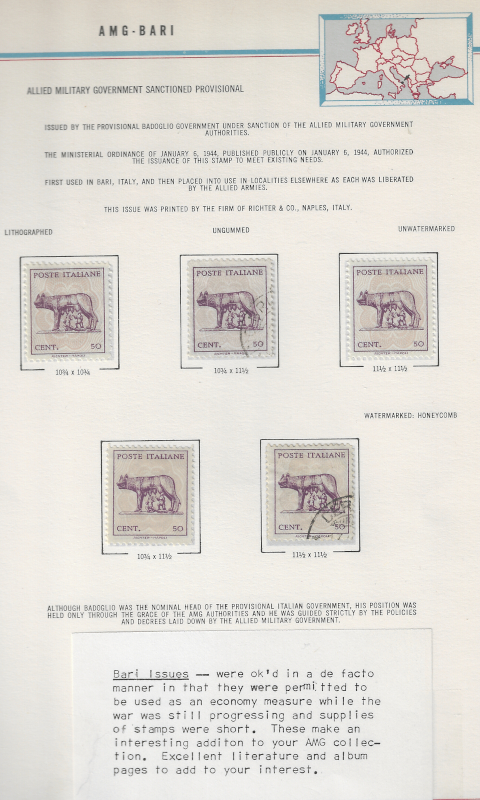 AMG-BARI
ALLIED MILITARY GOVERNMENT SANCTIONED PROVISIONAL
ISSUED BY THE PROVISIONAL BADOGLIO GOVERNMENT UNDER SANCTION OF THE ALLIED MILITARY GOVERNMENT
AUTHORITIES.
THE MINISTERIAL ORDINANCE OF JANUARY 6, 1944, PUBLISHED PUBLICLY ON JANUARY 6, 1944, AUTHORIZED
THE ISSUANCE OF THIS STAMP TO MEET EXISTING NEEDS.
FIRST USED IN BARI, ITALY, AND THEN PLACED INTO USE IN LOCALITIES ELSEWHERE AS EACH WAS LIBERATED
BY THE ALLIED ARMIES.
THIS ISSUE WAS PRINTED BY THE FIRM OF RICHTER & CO., NAPLES, ITALY.
LITHOGRAPHED UNGUMMED UNWATERMARKED
POSTE ITALIANE
CENT. 50
POSTE ITALIANE
CENT. 50
POSTE ITALIANE
CENT. 50
10¾ x 10¾ 10¾ x 11½ 11½ x 11½
WATERMARKED: HONEYCOMB
POSTE ITALIANE
CENT. 50
POSTE ITALIANE
CENT. 50
10¾ x 11½ 11½ x 11½
ALTHOUGH BADOGLIO WAS THE NOMINAL HEAD OF THE PROVISIONAL ITALIAN GOVERNMENT, HIS POSITION WAS
HELD ONLY THROUGH THE GRACE OF THE AMG AUTHORITIES AND HE WAS GUIDED STRICTLY BY THE POLICIES
AND DECREES LAID DOWN BY THE ALLIED MILITARY GOVERNMENT.
Bari Issues -- were ok'd in a de facto
manner in that they were permitted to
be used as an economy measure while the
war was still progressing and supplies
of stamps were short. These make an
interesting additon to your AMG collec-
tion. Excellent literature and album
pages to add to your interest.